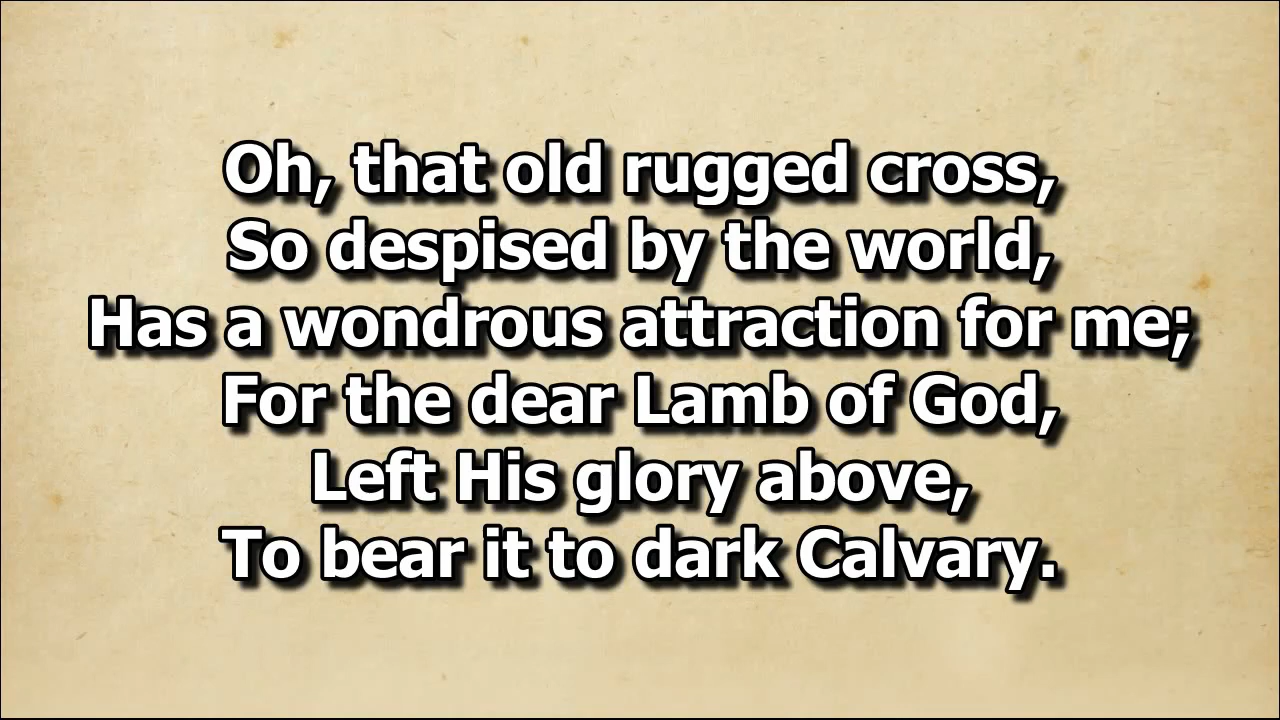 Oh, that old rugged cross,
So despised by the world,
Has a wondrous attraction for me;
For the dear Lamb of God,
Left His glory above,
To bear it to dark Calvary.